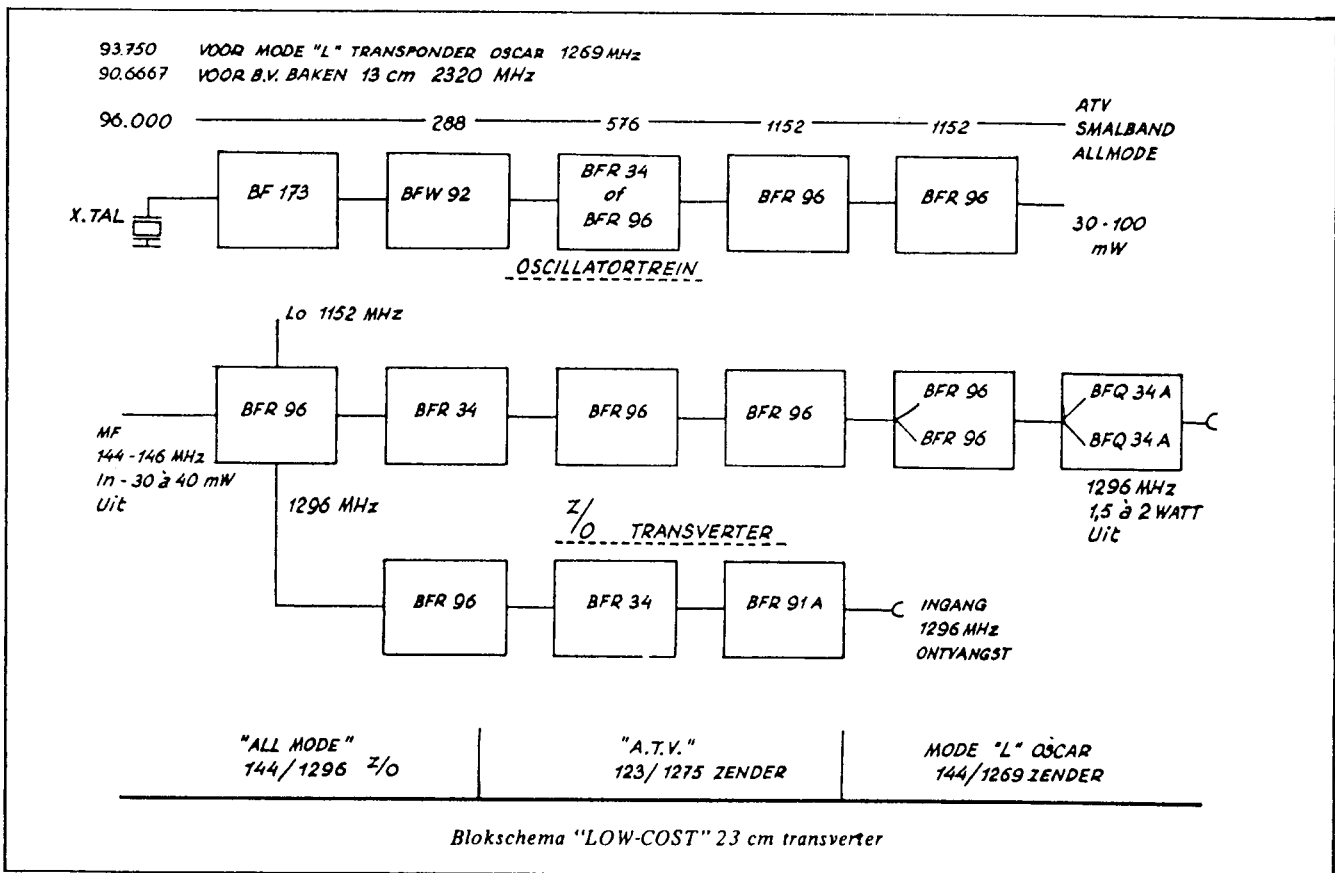 93.750 VOOR MODE "L" TRANSPONDER OSCAR 1269 MHz
90.6667 VOOR B.V. BAKEN 13 cm 2320 MHz
96.000 288 576 1152 1152 ATV
SMALBAND
ALLMODE
X.TAL
BF 173
BFW 92
BFR 34
of
BFR 96
BFR 96
BFR 96
30-100
mW
OSCILLATORTREIN
Lo 1152 MHz
MF
144-146 MHz
In - 30 à 40 mW
Uit
BFR 96
BFR 34
BFR 96
BFR 96
BFR 96
BFR 96
BFQ 34 A
BFQ 34 A
1296 MHz
1,5 à 2 WATT
Uit
1296 MHz
Z/O TRANSVERTER
BFR 96
BFR 34
BFR 91 A
INGANG
1296 MHz
ONTVANGST
"ALL MODE"
144/1296 Z/O
"A.T.V."
123/1275 ZENDER
MODE "L" OSCAR
144/1269 ZENDER
Blokschema "LOW-COST" 23 cm transverter